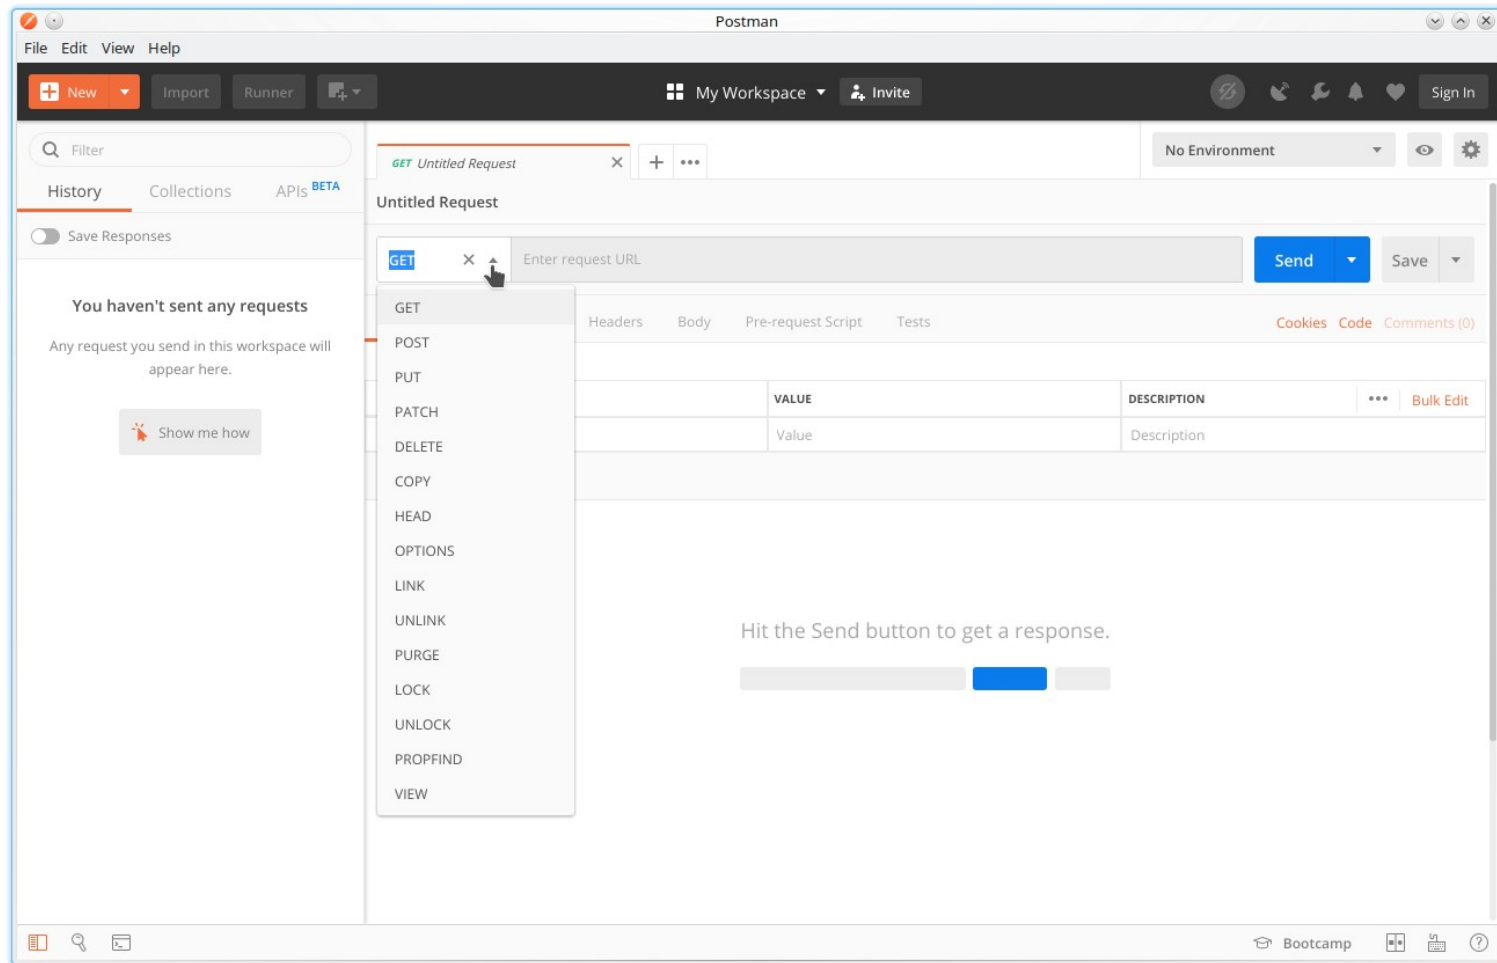 Postman
File Edit View Help
New Import Runner My Workspace Invite Sign In
Filter
History Collections APIs BETA
Save Responses
You haven't sent any requests
Any request you send in this workspace will
appear here.
Show me how
GET Untitled Request
No Environment
Untitled Request
GET Enter request URL Send Save
Headers Body Pre-request Script Tests Cookies Code Comments (0)
VALUE DESCRIPTION Bulk Edit
Value Description
GET
POST
PUT
PATCH
DELETE
COPY
HEAD
OPTIONS
LINK
UNLINK
PURGE
LOCK
UNLOCK
PROPFIND
VIEW
Hit the Send button to get a response.
Bootcamp